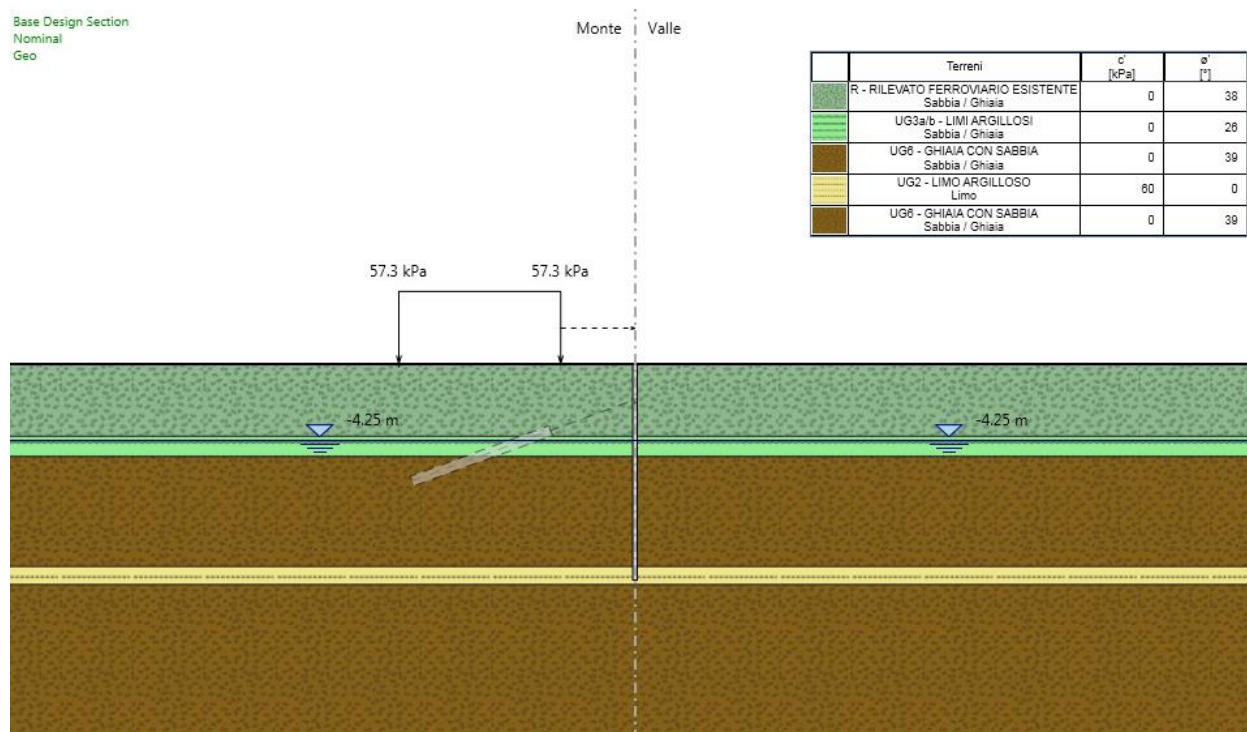 Base Design Section
Nominal
Geo
Monte
Valle
Terreni
c'
[kPa]
ø'
[°]
R - RILEVATO FERROVIARIO ESISTENTE
Sabbia / Ghiaia
0
38
UG3a/b - LIMI ARGILLOSI
Sabbia / Ghiaia
0
26
UG6 - GHIAIA CON SABBIA
Sabbia / Ghiaia
0
39
UG2 - LIMO ARGILLOSO
Limo
60
0
UG6 - GHIAIA CON SABBIA
Sabbia / Ghiaia
0
39
57.3 kPa
57.3 kPa
-4.25 m
-4.25 m